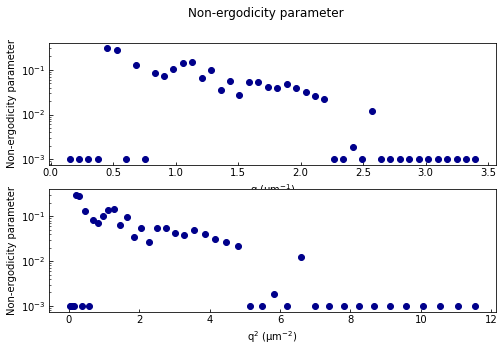 Non-ergodicity parameter
Non-ergodicity parameter
10⁻¹
10⁻²
10⁻³
0.0 0.5 1.0 1.5 2.0 2.5 3.0 3.5
q (μm⁻¹)
Non-ergodicity parameter
10⁻¹
10⁻²
10⁻³
0 2 4 6 8 10 12
q² (μm⁻²)